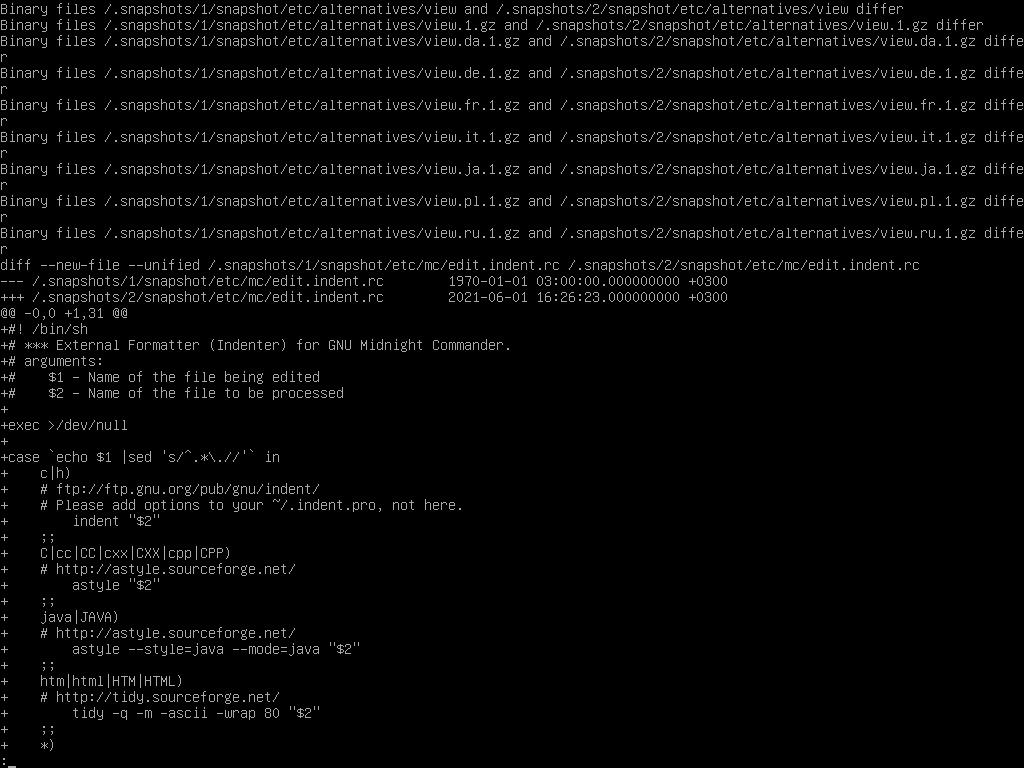 Binary files /.snapshots/1/snapshot/etc/alternatives/view and /.snapshots/2/snapshot/etc/alternatives/view differ
Binary files /.snapshots/1/snapshot/etc/alternatives/view.1.gz and /.snapshots/2/snapshot/etc/alternatives/view.1.gz differ
Binary files /.snapshots/1/snapshot/etc/alternatives/view.da.1.gz and /.snapshots/2/snapshot/etc/alternatives/view.da.1.gz diffe
r
Binary files /.snapshots/1/snapshot/etc/alternatives/view.de.1.gz and /.snapshots/2/snapshot/etc/alternatives/view.de.1.gz diffe
r
Binary files /.snapshots/1/snapshot/etc/alternatives/view.fr.1.gz and /.snapshots/2/snapshot/etc/alternatives/view.fr.1.gz diffe
r
Binary files /.snapshots/1/snapshot/etc/alternatives/view.it.1.gz and /.snapshots/2/snapshot/etc/alternatives/view.it.1.gz diffe
r
Binary files /.snapshots/1/snapshot/etc/alternatives/view.ja.1.gz and /.snapshots/2/snapshot/etc/alternatives/view.ja.1.gz diffe
r
Binary files /.snapshots/1/snapshot/etc/alternatives/view.pl.1.gz and /.snapshots/2/snapshot/etc/alternatives/view.pl.1.gz diffe
r
Binary files /.snapshots/1/snapshot/etc/alternatives/view.ru.1.gz and /.snapshots/2/snapshot/etc/alternatives/view.ru.1.gz diffe
r
diff --new-file --unified /.snapshots/1/snapshot/etc/mc/edit.indent.rc /.snapshots/2/snapshot/etc/mc/edit.indent.rc
--- /.snapshots/1/snapshot/etc/mc/edit.indent.rc        1970-01-01 03:00:00.000000000 +0300
+++ /.snapshots/2/snapshot/etc/mc/edit.indent.rc        2021-06-01 16:26:23.000000000 +0300
@@ -0,0 +1,31 @@
+#! /bin/sh
+# *** External Formatter (Indenter) for GNU Midnight Commander.
+# arguments:
+#    $1 - Name of the file being edited
+#    $2 - Name of the file to be processed
+
+exec >/dev/null
+
+case `echo $1 |sed 's/^.*\.//'` in
+    c|h)
+    # ftp://ftp.gnu.org/pub/gnu/indent/
+    # Please add options to your ~/.indent.pro, not here.
+        indent "$2"
+    ;;
+    C|cc|CC|cxx|CXX|cpp|CPP)
+    # http://astyle.sourceforge.net/
+        astyle "$2"
+    ;;
+    java|JAVA)
+    # http://astyle.sourceforge.net/
+        astyle --style=java --mode=java "$2"
+    ;;
+    htm|html|HTM|HTML)
+    # http://tidy.sourceforge.net/
+        tidy -q -m -ascii -wrap 80 "$2"
+    ;;
+    *)
:_